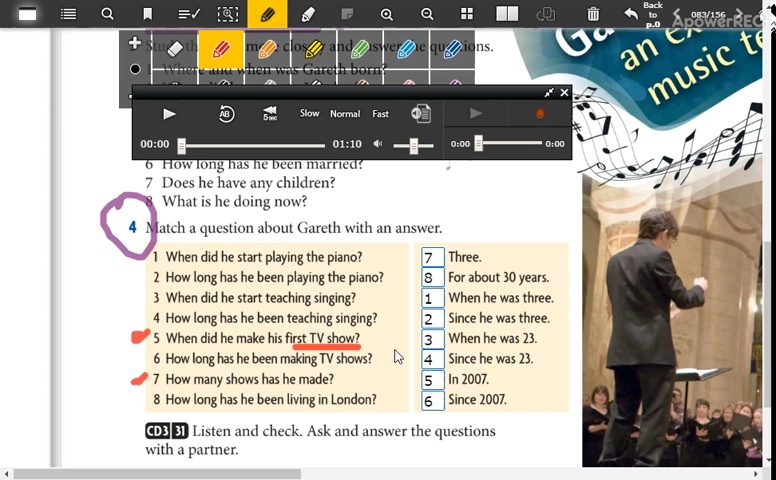 Back
to
p.0
083/156
ApowerREC
Where and when was Gareth born?
AB
5sec
Slow
Normal
Fast
00:00
01:10
0:00
0:00
6 How long has he been married?
7 Does he have any children?
8 What is he doing now?
4 Match a question about Gareth with an answer.
1 When did he start playing the piano?
2 How long has he been playing the piano?
3 When did he start teaching singing?
4 How long has he been teaching singing?
5 When did he make his first TV show?
6 How long has he been making TV shows?
7 How many shows has he made?
8 How long has he been living in London?
7 Three.
8 For about 30 years.
1 When he was three.
2 Since he was three.
3 When he was 23.
4 Since he was 23.
5 In 2007.
6 Since 2007.
CD3 31 Listen and check. Ask and answer the questions
with a partner.
Ga
an ex
music te